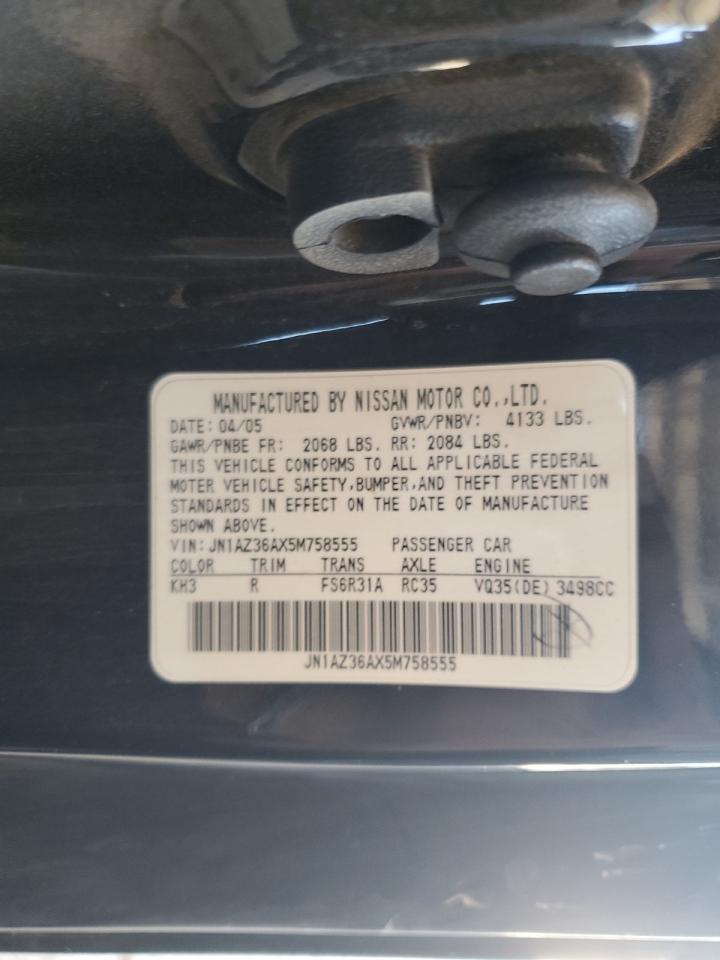 MANUFACTURED BY NISSAN MOTOR CO.,LTD.
DATE: 04/05 GVWR/PNBV: 4133 LBS.
GAWR/PNBE FR: 2068 LBS. RR: 2084 LBS.
THIS VEHICLE CONFORMS TO ALL APPLICABLE FEDERAL
MOTER VEHICLE SAFETY,BUMPER,AND THEFT PREVENTION
STANDARDS IN EFFECT ON THE DATE OF MANUFACTURE
SHOWN ABOVE.
VIN: JN1AZ36AX5M758555 PASSENGER CAR
COLOR TRIM TRANS AXLE ENGINE
KH3 R FS6R31A RC35 VQ35(DE) 3498CC
JN1AZ36AX5M758555